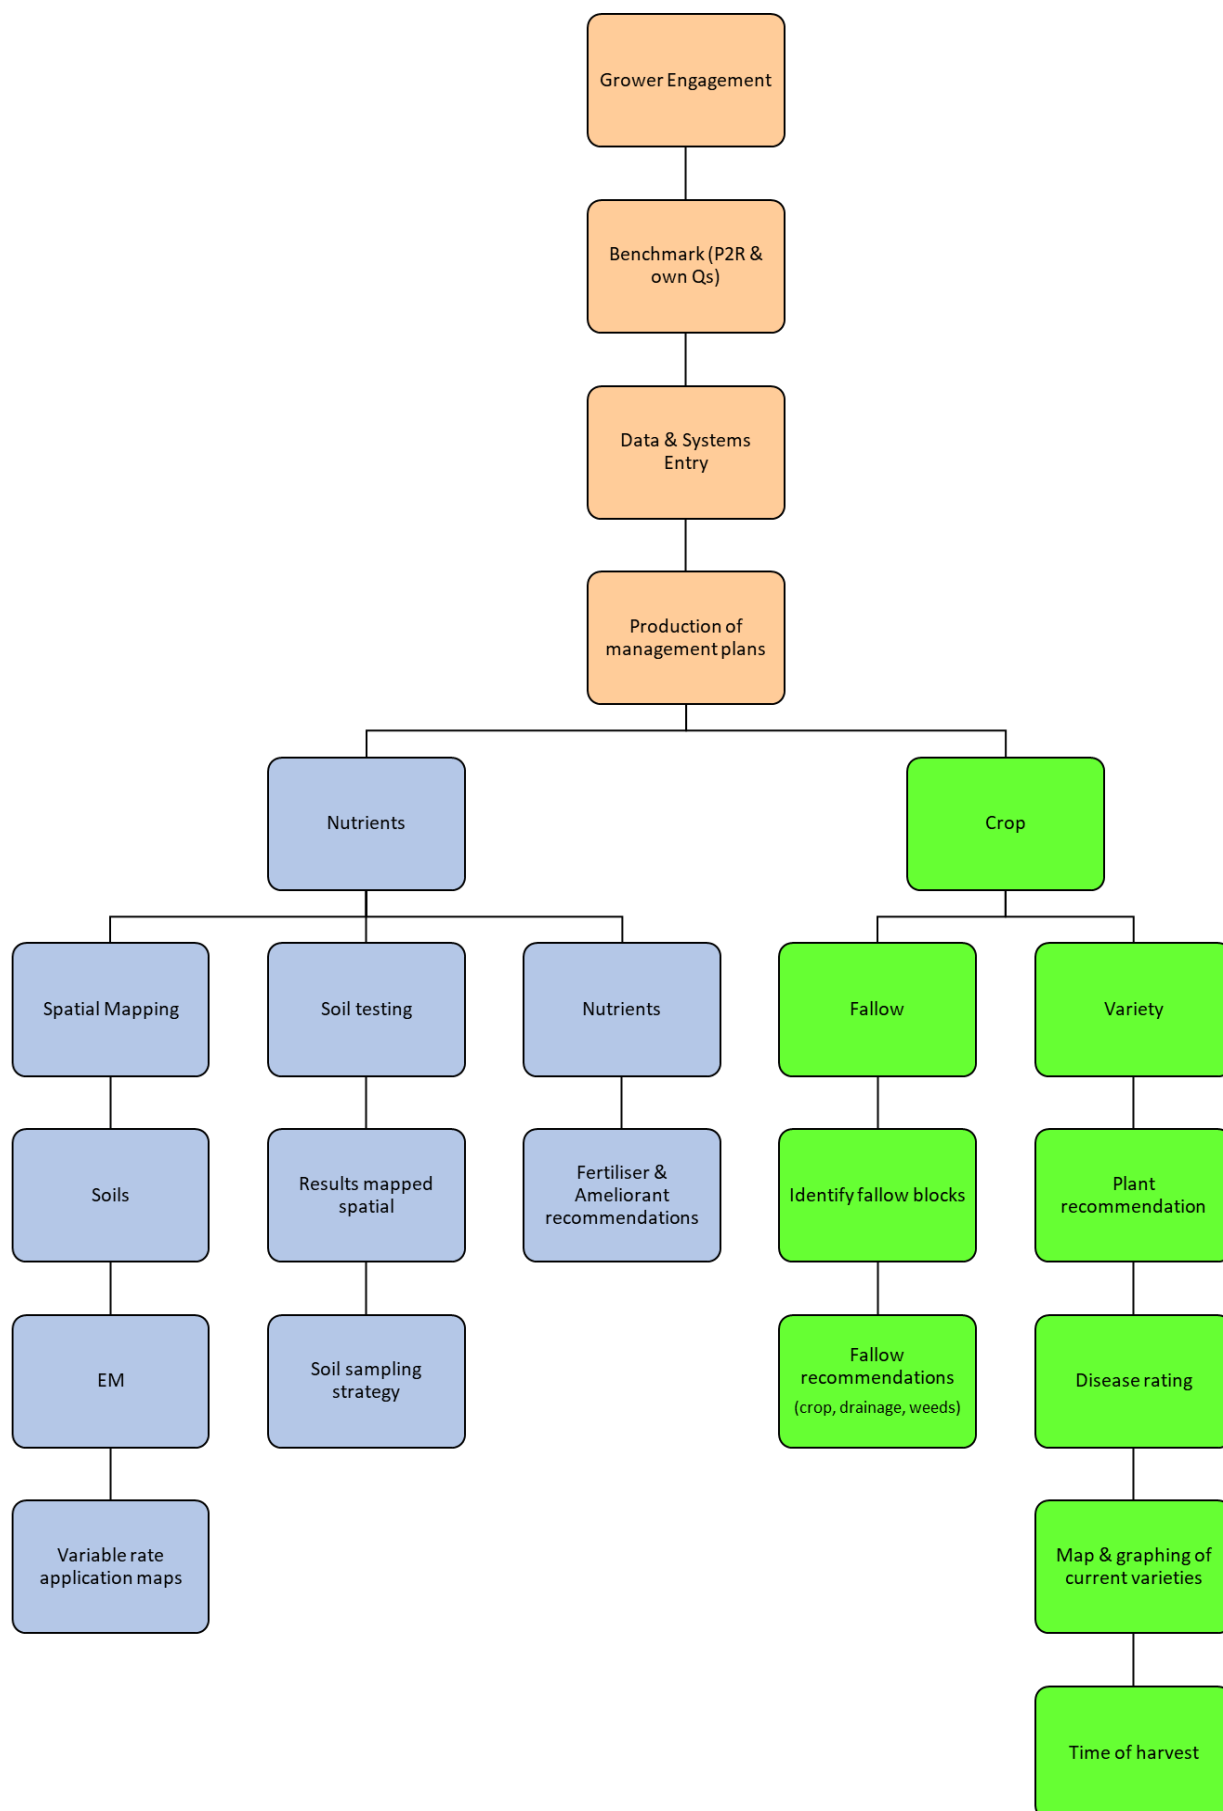 Grower Engagement
Benchmark (P2R &
own Qs)
Data & Systems
Entry
Production of
management plans
Nutrients
Crop
Spatial Mapping
Soil testing
Nutrients
Fallow
Variety
Soils
Results mapped
spatial
Fertiliser &
Ameliorant
recommendations
Identify fallow blocks
Plant
recommendation
EM
Soil sampling
strategy
Fallow
recommendations
(crop, drainage, weeds)
Disease rating
Variable rate
application maps
Map & graphing of
current varieties
Time of harvest